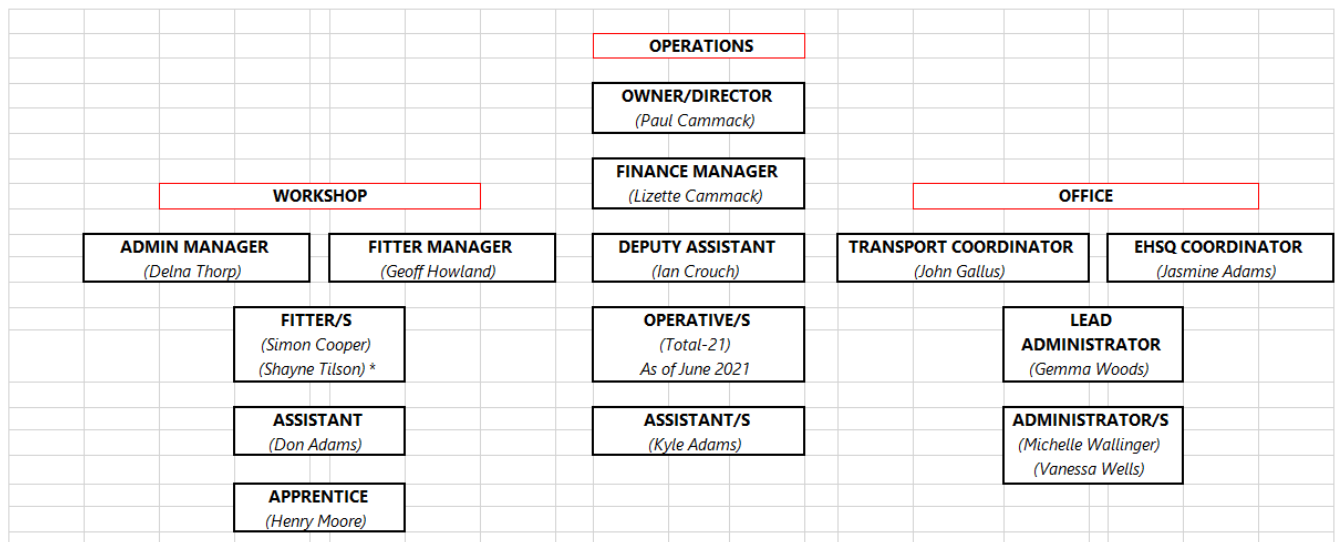 OPERATIONS
OWNER/DIRECTOR
(Paul Cammack)
FINANCE MANAGER
(Lizette Cammack)
WORKSHOP
OFFICE
ADMIN MANAGER
(Delna Thorp)
FITTER MANAGER
(Geoff Howland)
DEPUTY ASSISTANT
(Ian Crouch)
TRANSPORT COORDINATOR
(John Gallus)
EHSQ COORDINATOR
(Jasmine Adams)
FITTER/S
(Simon Cooper)
(Shayne Tilson) *
OPERATIVE/S
(Total-21)
As of June 2021
LEAD
ADMINISTRATOR
(Gemma Woods)
ASSISTANT
(Don Adams)
ASSISTANT/S
(Kyle Adams)
ADMINISTRATOR/S
(Michelle Wallinger)
(Vanessa Wells)
APPRENTICE
(Henry Moore)